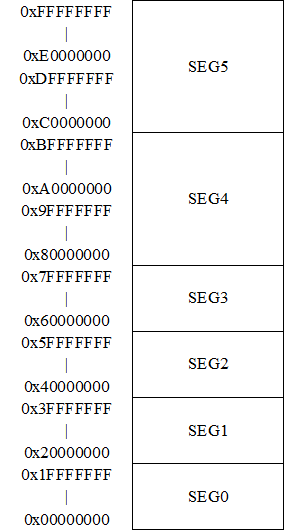 0xFFFFFFFF
|
0xE0000000
0xDFFFFFFF
SEG5
|
0xC0000000
0xBFFFFFFF
|
0xA0000000
0x9FFFFFFF
SEG4
|
0x80000000
0x7FFFFFFF
|
SEG3
0x60000000
0x5FFFFFFF
|
SEG2
0x40000000
0x3FFFFFFF
|
SEG1
0x20000000
0x1FFFFFFF
|
SEG0
0x00000000